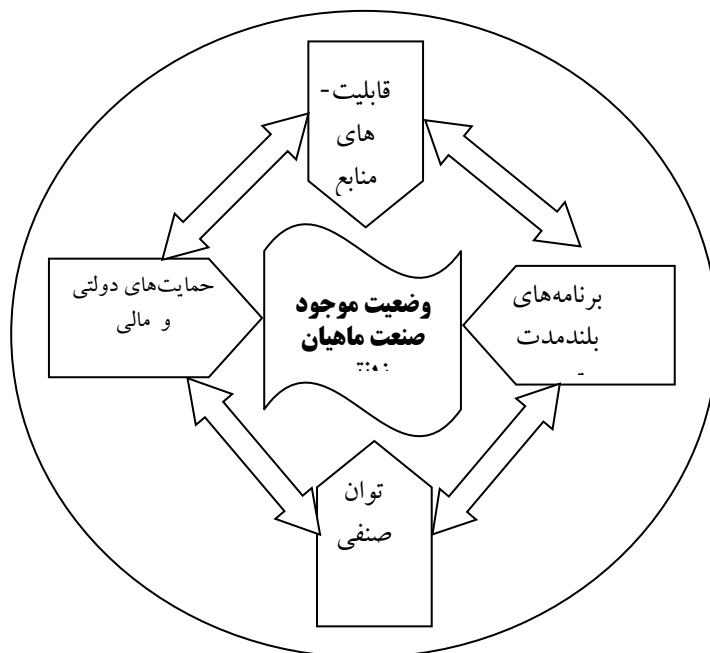 قابلیت-
های
منابع
حمایت‌های دولتی
و مالی
وضعیت موجود
صنعت ماهیان
برنامه‌های
بلندمدت
توان
صنفی